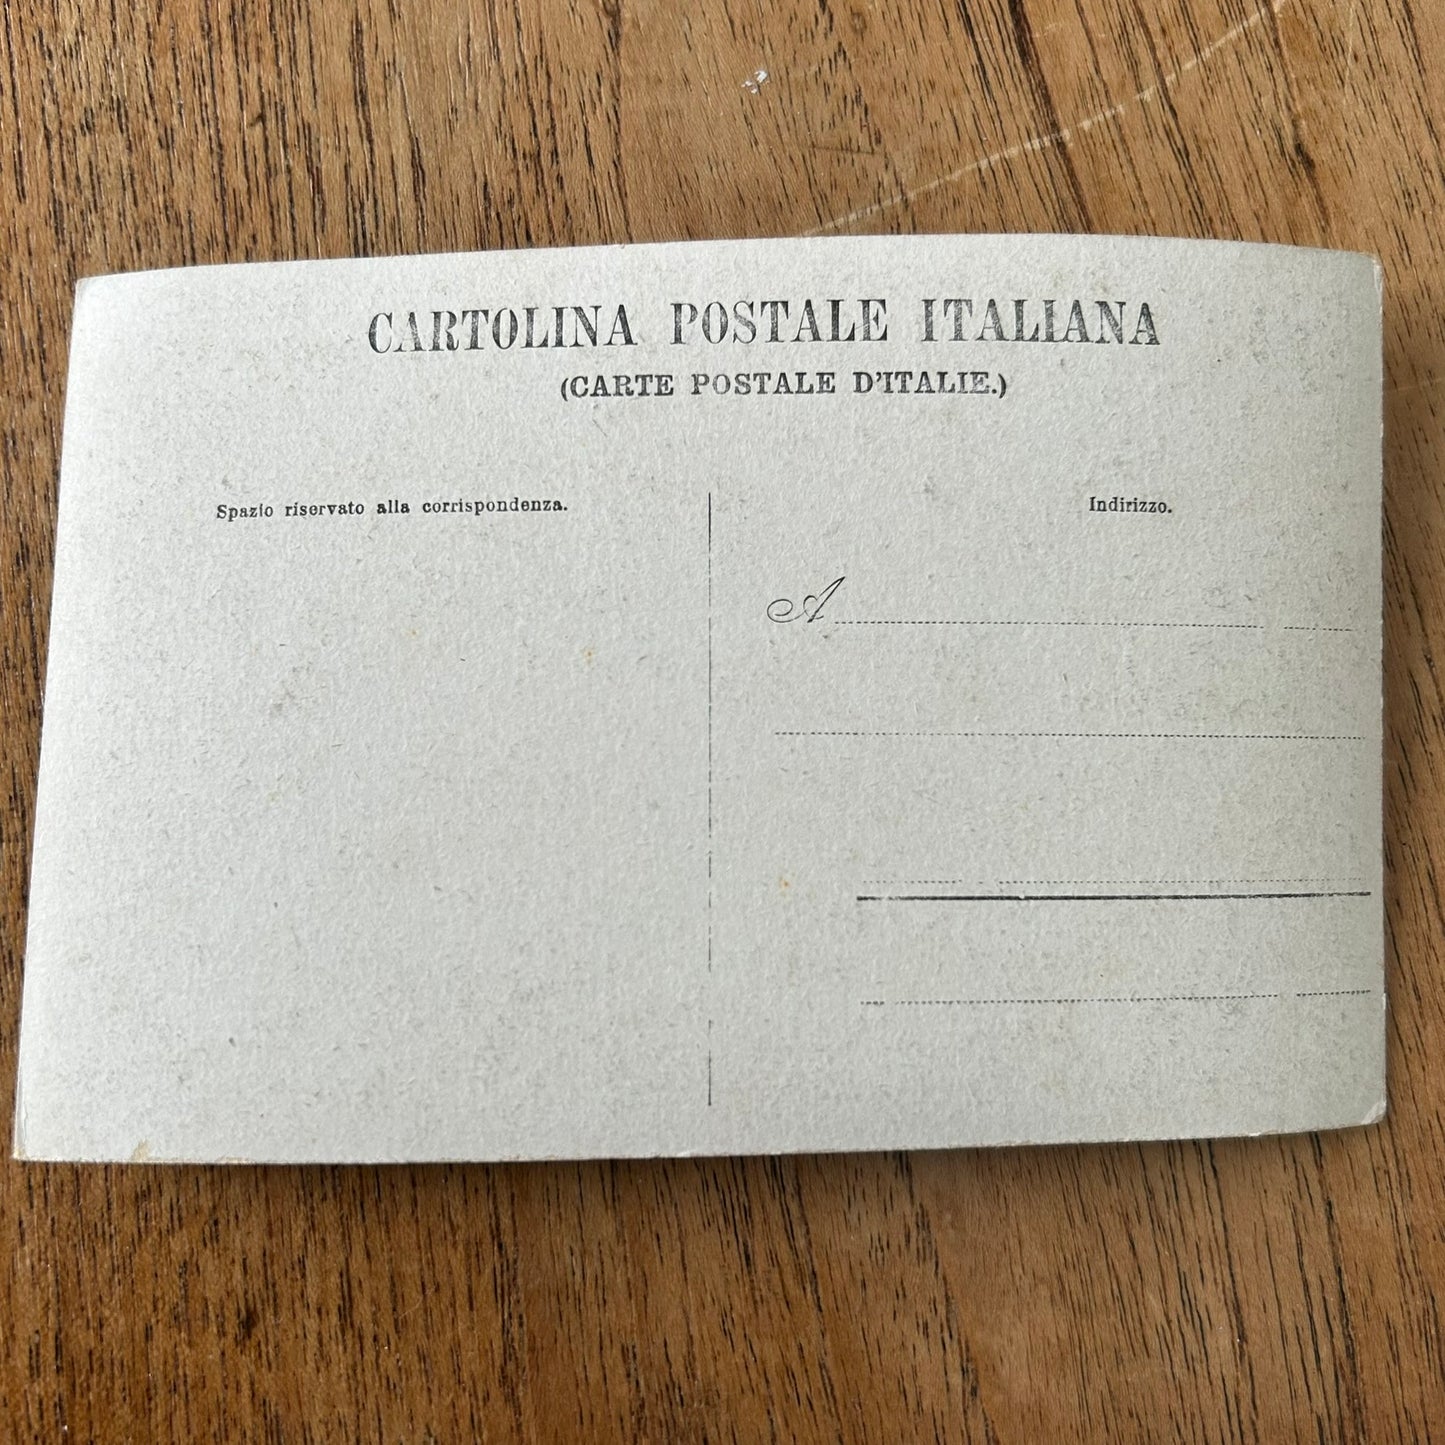 CARTOLINA POSTALE ITALIANA
(CARTE POSTALE D'ITALIE.)
Spazio riservato alla corrispondenza.
Indirizzo.
A